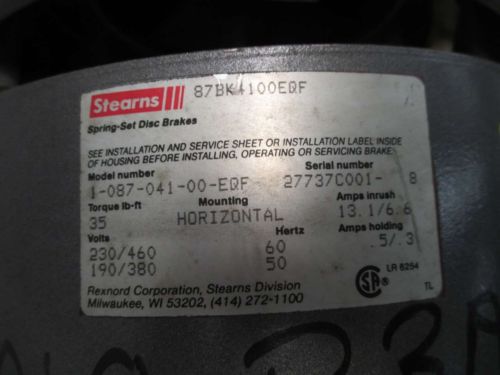 87BK4100EQF
Stearns
Spring-Set Disc Brakes
SEE INSTALLATION AND SERVICE SHEET OR INSTALLATION LABEL INSIDE
OF HOUSING BEFORE INSTALLING, OPERATING OR SERVICING BRAKE.
Model number Serial number
1-087-041-00-EQF 27737C001- 8
Torque lb-ft Mounting Amps inrush
35 HORIZONTAL 13.1/6.6
Volts Hertz Amps holding
230/460 60 .5/.3
190/380 50
Rexnord Corporation, Stearns Division
Milwaukee, WI 53202, (414) 272-1100
SA
LR 6254
TL